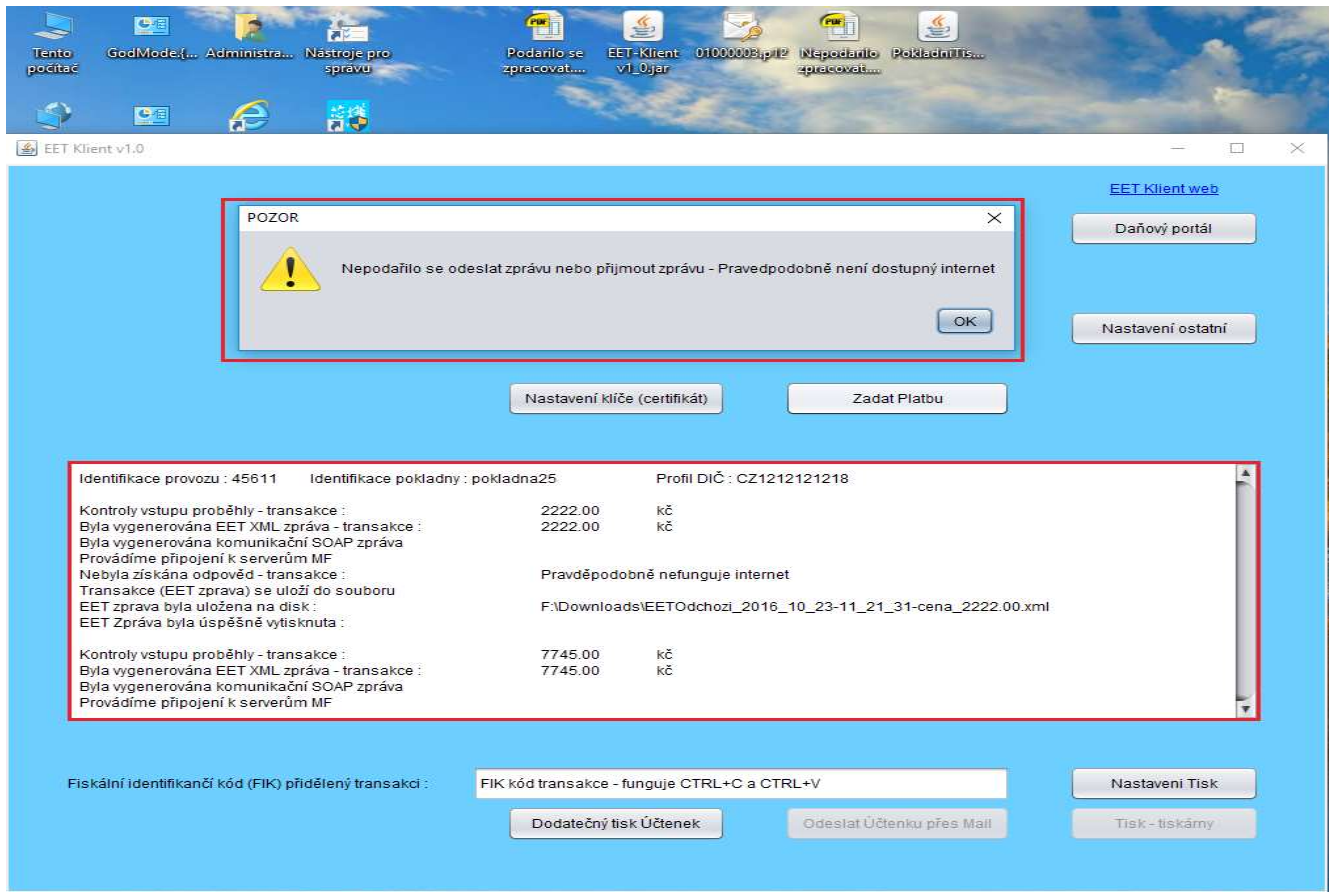 Tento počítač
GodMode.{...
Administra...
Nástroje pro správu
Podarilo se zpracovat....
EET-Klient v1_0.jar
01000003.p12
Nepodarilo zpracovat....
PokladniTis...
EET Klient v1.0
EET Klient web
POZOR
Daňový portál
Nepodařilo se odeslat zprávu nebo přijmout zprávu - Pravedpodobně není dostupný internet
OK
Nastavení ostatní
Nastavení klíče (certifikát)
Zadat Platbu
Identifikace provozu : 45611 Identifikace pokladny : pokladna25 Profil DIČ : CZ1212121218
Kontroly vstupu proběhly - transakce : 2222.00 kč
Byla vygenerována EET XML zpráva - transakce : 2222.00 kč
Byla vygenerována komunikační SOAP zpráva
Provádíme připojení k serverům MF
Nebyla získána odpověd - transakce : Pravděpodobně nefunguje internet
Transakce (EET zprava) se uloží do souboru
EET zprava byla uložena na disk : F:\Downloads\EETOdchozi_2016_10_23-11_21_31-cena_2222.00.xml
EET Zpráva byla úspěšně vytisknuta :
Kontroly vstupu proběhly - transakce : 7745.00 kč
Byla vygenerována EET XML zpráva - transakce : 7745.00 kč
Byla vygenerována komunikační SOAP zpráva
Provádíme připojení k serverům MF
Fiskální identifikančí kód (FIK) přidělený transakci :
FIK kód transakce - funguje CTRL+C a CTRL+V
Nastaveni Tisk
Dodatečný tisk Účtenek
Odeslat Účtenku přes Mail
Tisk - tiskárny